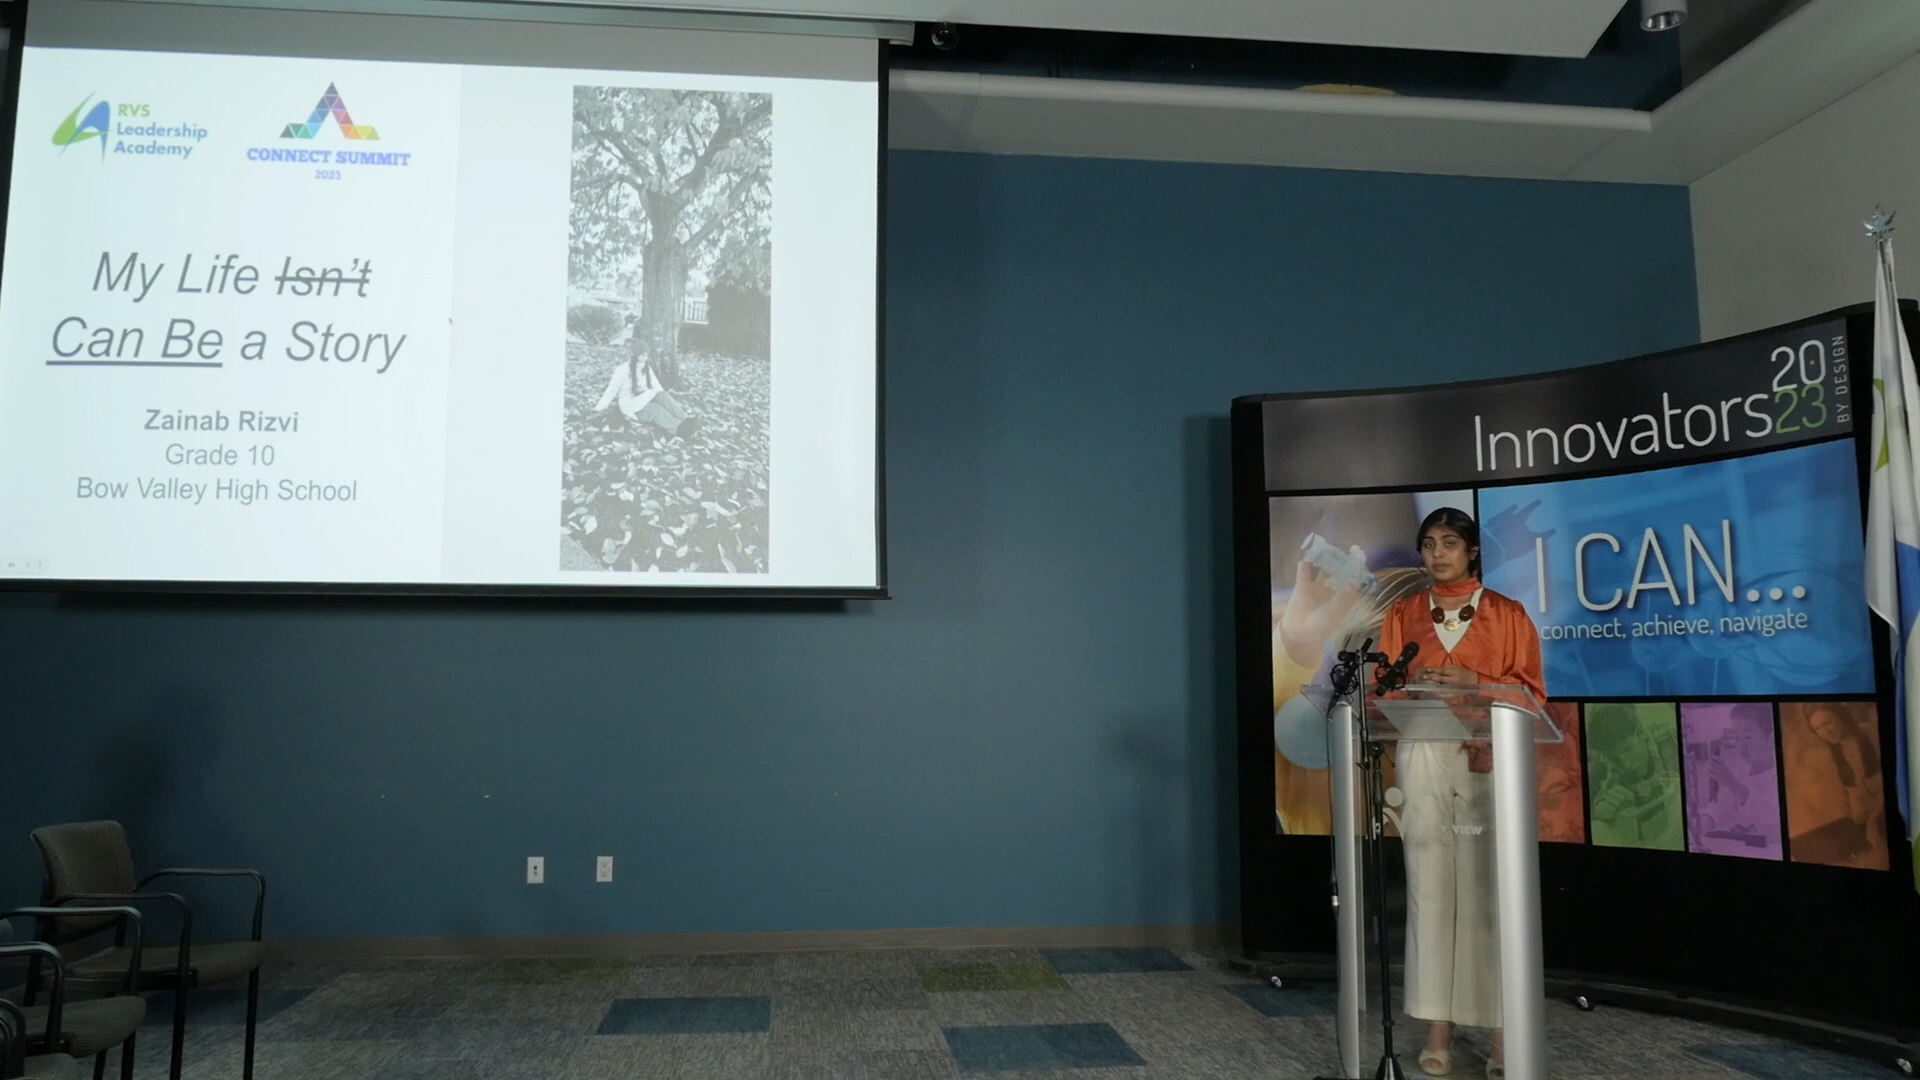 RVS
Leadership
Academy
CONNECT SUMMIT
2023
My Life Isn't
Can Be a Story
Zainab Rizvi
Grade 10
Bow Valley High School
Innovators
20
23
BY DESIGN
I CAN...
connect, achieve, navigate
VIEW